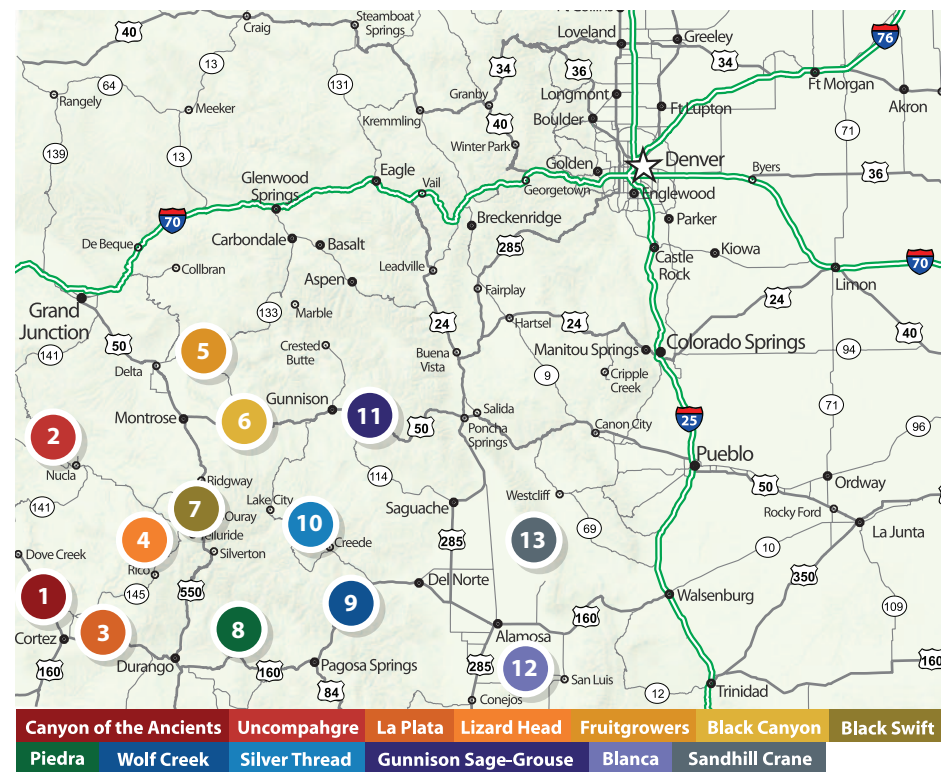 Ft Collins
Steamboat
Springs
Craig
40
Loveland
Greeley
76
13
34
36
34
64
131
Rangely
Meeker
Granby
Longmont
Ft Morgan
Kremmling
40
Boulder
Ft Lupton
Akron
71
139
13
Winter Park
Golden
Denver
Eagle
Byers
36
Glenwood
Springs
Vail
Georgetown
Englewood
70
Breckenridge
Parker
De Beque
Carbondale
Basalt
285
Castle
Rock
Kiowa
Collbran
Leadville
70
Aspen
Limon
Grand
Junction
Fairplay
24
133
Marble
50
24
Hartsel
24
40
141
5
Crested
Butte
Buena
Vista
Manitou Springs
Colorado Springs
94
Delta
9
Cripple
Creek
Gunnison
71
Montrose
6
11
Salida
50
Poncha
Springs
25
Canon City
96
2
Pueblo
Nucla
114
50
Ordway
Ridgway
Lake City
Westcliff
141
7
Saguache
Rocky Ford
Ouray
10
69
La Junta
4
Telluride
Silverton
Creede
285
13
10
Dove Creek
Rico
350
1
145
550
9
Del Norte
Walsenburg
109
3
8
160
Cortez
Alamosa
160
Durango
160
Pagosa Springs
285
12
San Luis
160
84
Conejos
12
Trinidad
Canyon of the Ancients Uncompahgre La Plata Lizard Head Fruitgrowers Black Canyon Black Swift
Piedra Wolf Creek Silver Thread Gunnison Sage-Grouse Blanca Sandhill Crane